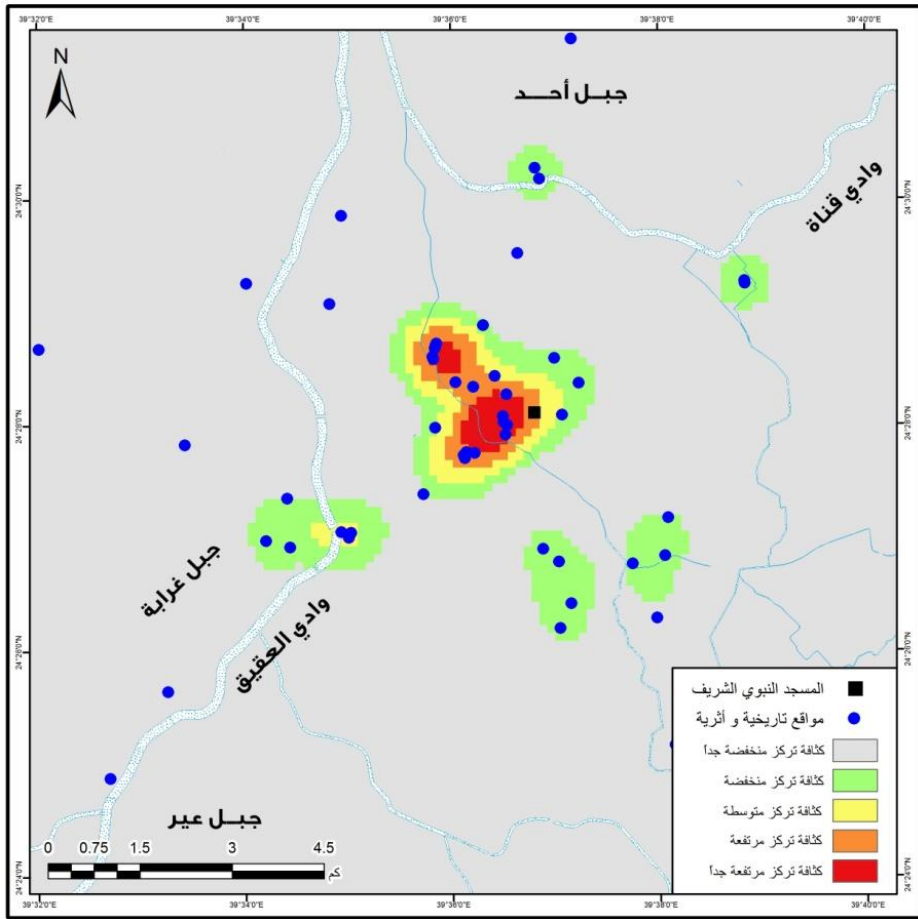 39°32'0"E 39°34'0"E 39°36'0"E 39°38'0"E 39°40'0"E
N
جبــل أحـــد
وادي قناة
24°30'0"N 24°30'0"N
24°28'0"N 24°28'0"N
جبل غرابة
وادي العقيق
24°26'0"N 24°26'0"N
المسجد النبوي الشريف
مواقع تاريخية و أثرية
كثافة تركز منخفضة جداً
كثافة تركز منخفضة
كثافة تركز متوسطة
كثافة تركز مرتفعة
كثافة تركز مرتفعة جداً
جبــل عير
0 0.75 1.5 3 4.5
كم
24°24'0"N 24°24'0"N
39°32'0"E 39°34'0"E 39°36'0"E 39°38'0"E 39°40'0"E